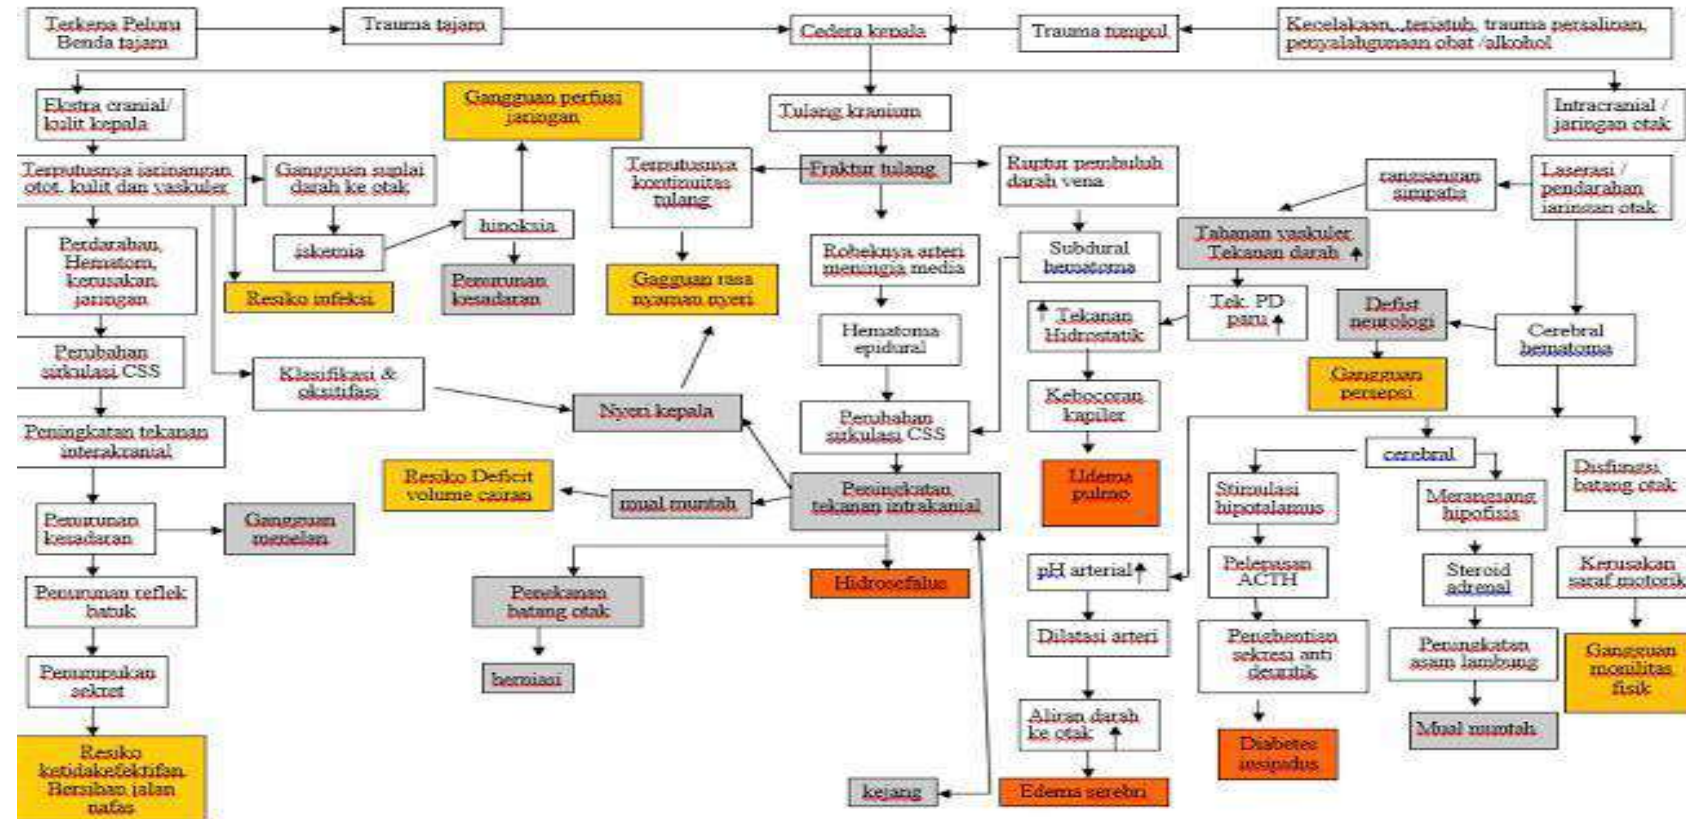 Terkena Peluru
Benda tajam
Trauma tajam
Cedera kepala
Trauma tumpul
Kecelakaan, terjatuh, trauma persalinan,
penyalahgunaan obat /alkohol
Ekstra cranial/
kulit kepala
Gangguan perfusi
jaringan
Tulang kranium
Intracranial /
jaringan otak
Terputusnya jarinangan
otot, kulit dan vaskuler
Gangguan suplai
darah ke otak
Terputusnya
kontinuitas
tulang
Fraktur tulang
Ruptur pembuluh
darah vena
rangsangan
simpatis
Laserasi /
pendarahan
jaringan otak
Perdarahan,
Hematom,
kerusakan
jaringan
iskemia
hipoksia
Robeknya arteri
meningia media
Subdural
hematoma
Tahanan vaskuler
Tekanan darah ↑
Resiko infeksi
Penurunan
kesadaran
Gagguan rasa
nyaman nyeri
↑ Tekanan
Hidrostatik
Tek. PD
paru ↑
Defist
neurologi
Cerebral
hematoma
Perubahan
sirkulasi CSS
Klasifikasi &
oksitifasi
Hematoma
epidural
Gangguan
persepsi
Nyeri kepala
Perubahan
sirkulasi CSS
Kebocoran
kapiler
Peningkatan tekanan
interakranial
Resiko Deficit
volume cairan
mual muntah
Peningkatan
tekanan intrakanial
Udema
pulmo
cerebral
Stimulasi
hipotalamus
Merangsang
hipofisis
Disfungsi
batang otak
Penurunan
kesadaran
Gangguan
menelan
Penurunan reflek
batuk
Penekanan
batang otak
Hidrosefalus
pH arterial ↑
Pelepasan
ACTH
Steroid
adrenal
Kerusakan
saraf motorik
Penumpukan
sekret
herniasi
Dilatasi arteri
Penghentian
sekresi anti
deuritik
Peningkatan
asam lambung
Gangguan
monilitas
fisik
Resiko
ketidakefektifan
Bersihan jalan
nafas
Aliran darah
ke otak ↑
Diabetes
insipidus
Mual muntah
kejang
Edema serebri